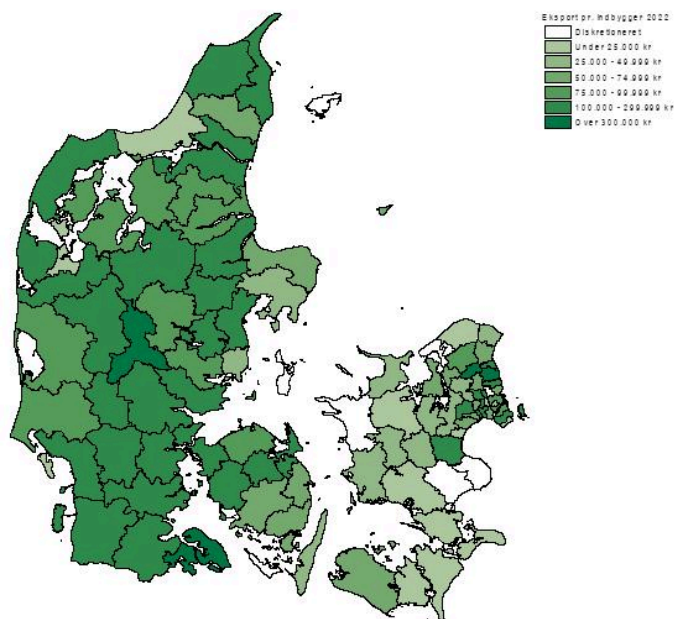 Eksport pr. indbygger 2022
Diskretioneret
Under 25.000 kr
25.000 - 49.999 kr
50.000 - 74.999 kr
75.000 - 99.999 kr
100.000 - 299.999 kr
Over 300.000 kr